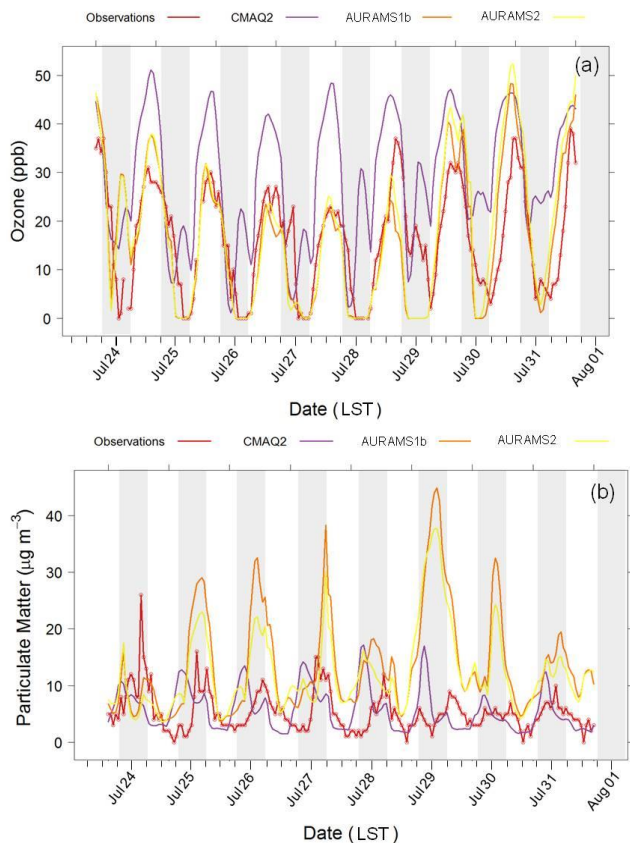 Observations CMAQ2 AURAMS1b AURAMS2
(a)
Ozone (ppb)
50
40
30
20
10
0
Jul24 Jul25 Jul26 Jul27 Jul28 Jul29 Jul30 Jul31 Aug01
Date (LST)
Observations CMAQ2 AURAMS1b AURAMS2
(b)
Particulate Matter (μg m⁻³)
40
30
20
10
0
Jul24 Jul25 Jul26 Jul27 Jul28 Jul29 Jul30 Jul31 Aug01
Date (LST)